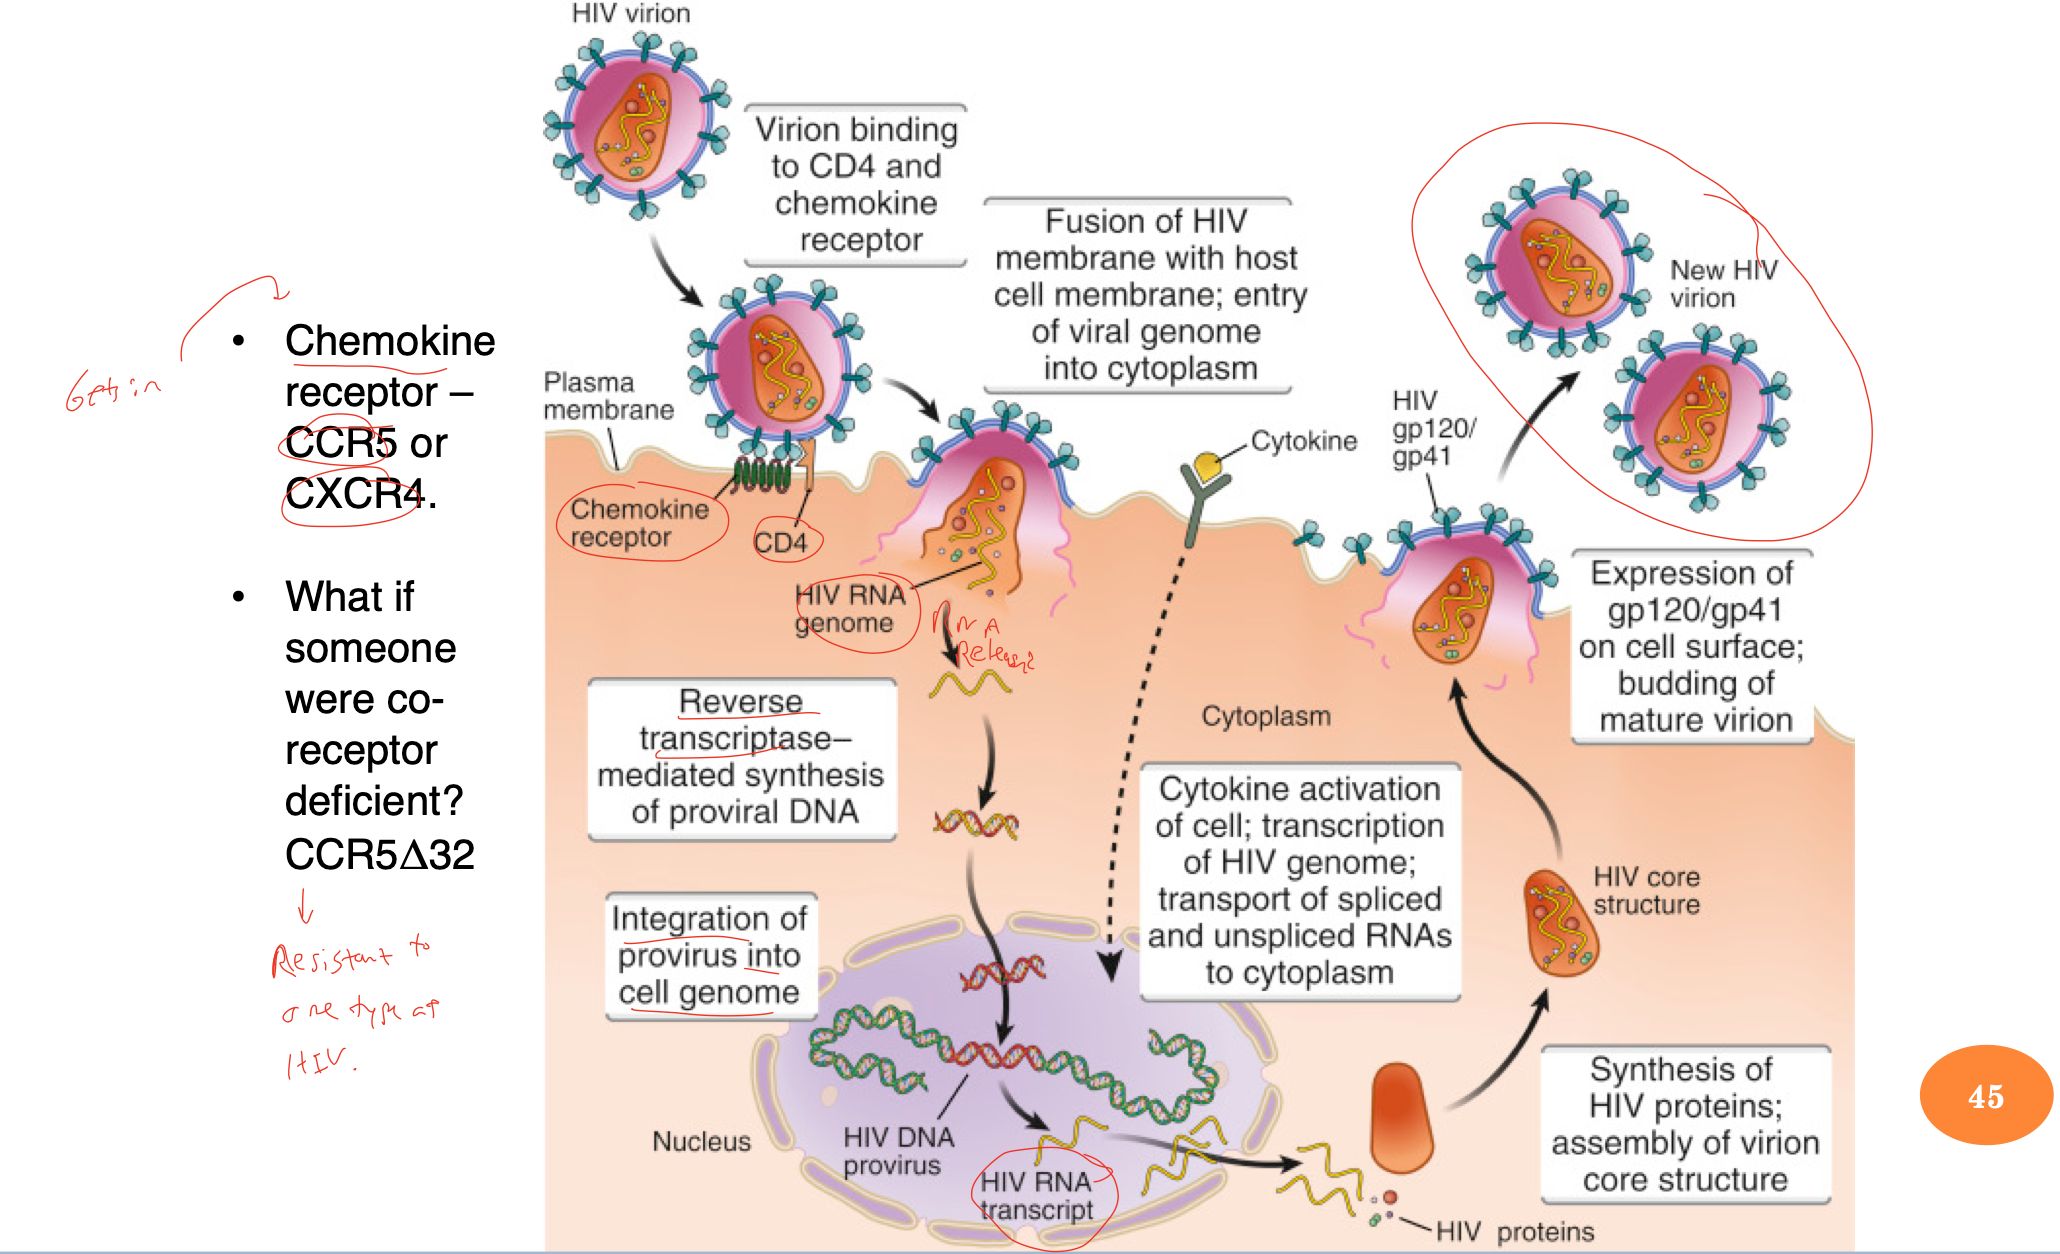 HIV virion
Virion binding
to CD4 and
chemokine
receptor
Fusion of HIV
membrane with host
cell membrane; entry
of viral genome
into cytoplasm
New HIV
virion
Gets in
• Chemokine
receptor –
CCR5 or
CXCR4.
• What if
someone
were co-
receptor
deficient?
CCR5Δ32
Resistant to
one type of
HIV.
Plasma
membrane
Chemokine
receptor
CD4
Cytokine
HIV
gp120/
gp41
HIV RNA
genome
RNA
Release
Expression of
gp120/gp41
on cell surface;
budding of
mature virion
Reverse
transcriptase–
mediated synthesis
of proviral DNA
Cytoplasm
Cytokine activation
of cell; transcription
of HIV genome;
transport of spliced
and unspliced RNAs
to cytoplasm
HIV core
structure
Integration of
provirus into
cell genome
Synthesis of
HIV proteins;
assembly of virion
core structure
Nucleus
HIV DNA
provirus
HIV RNA
transcript
HIV proteins
45